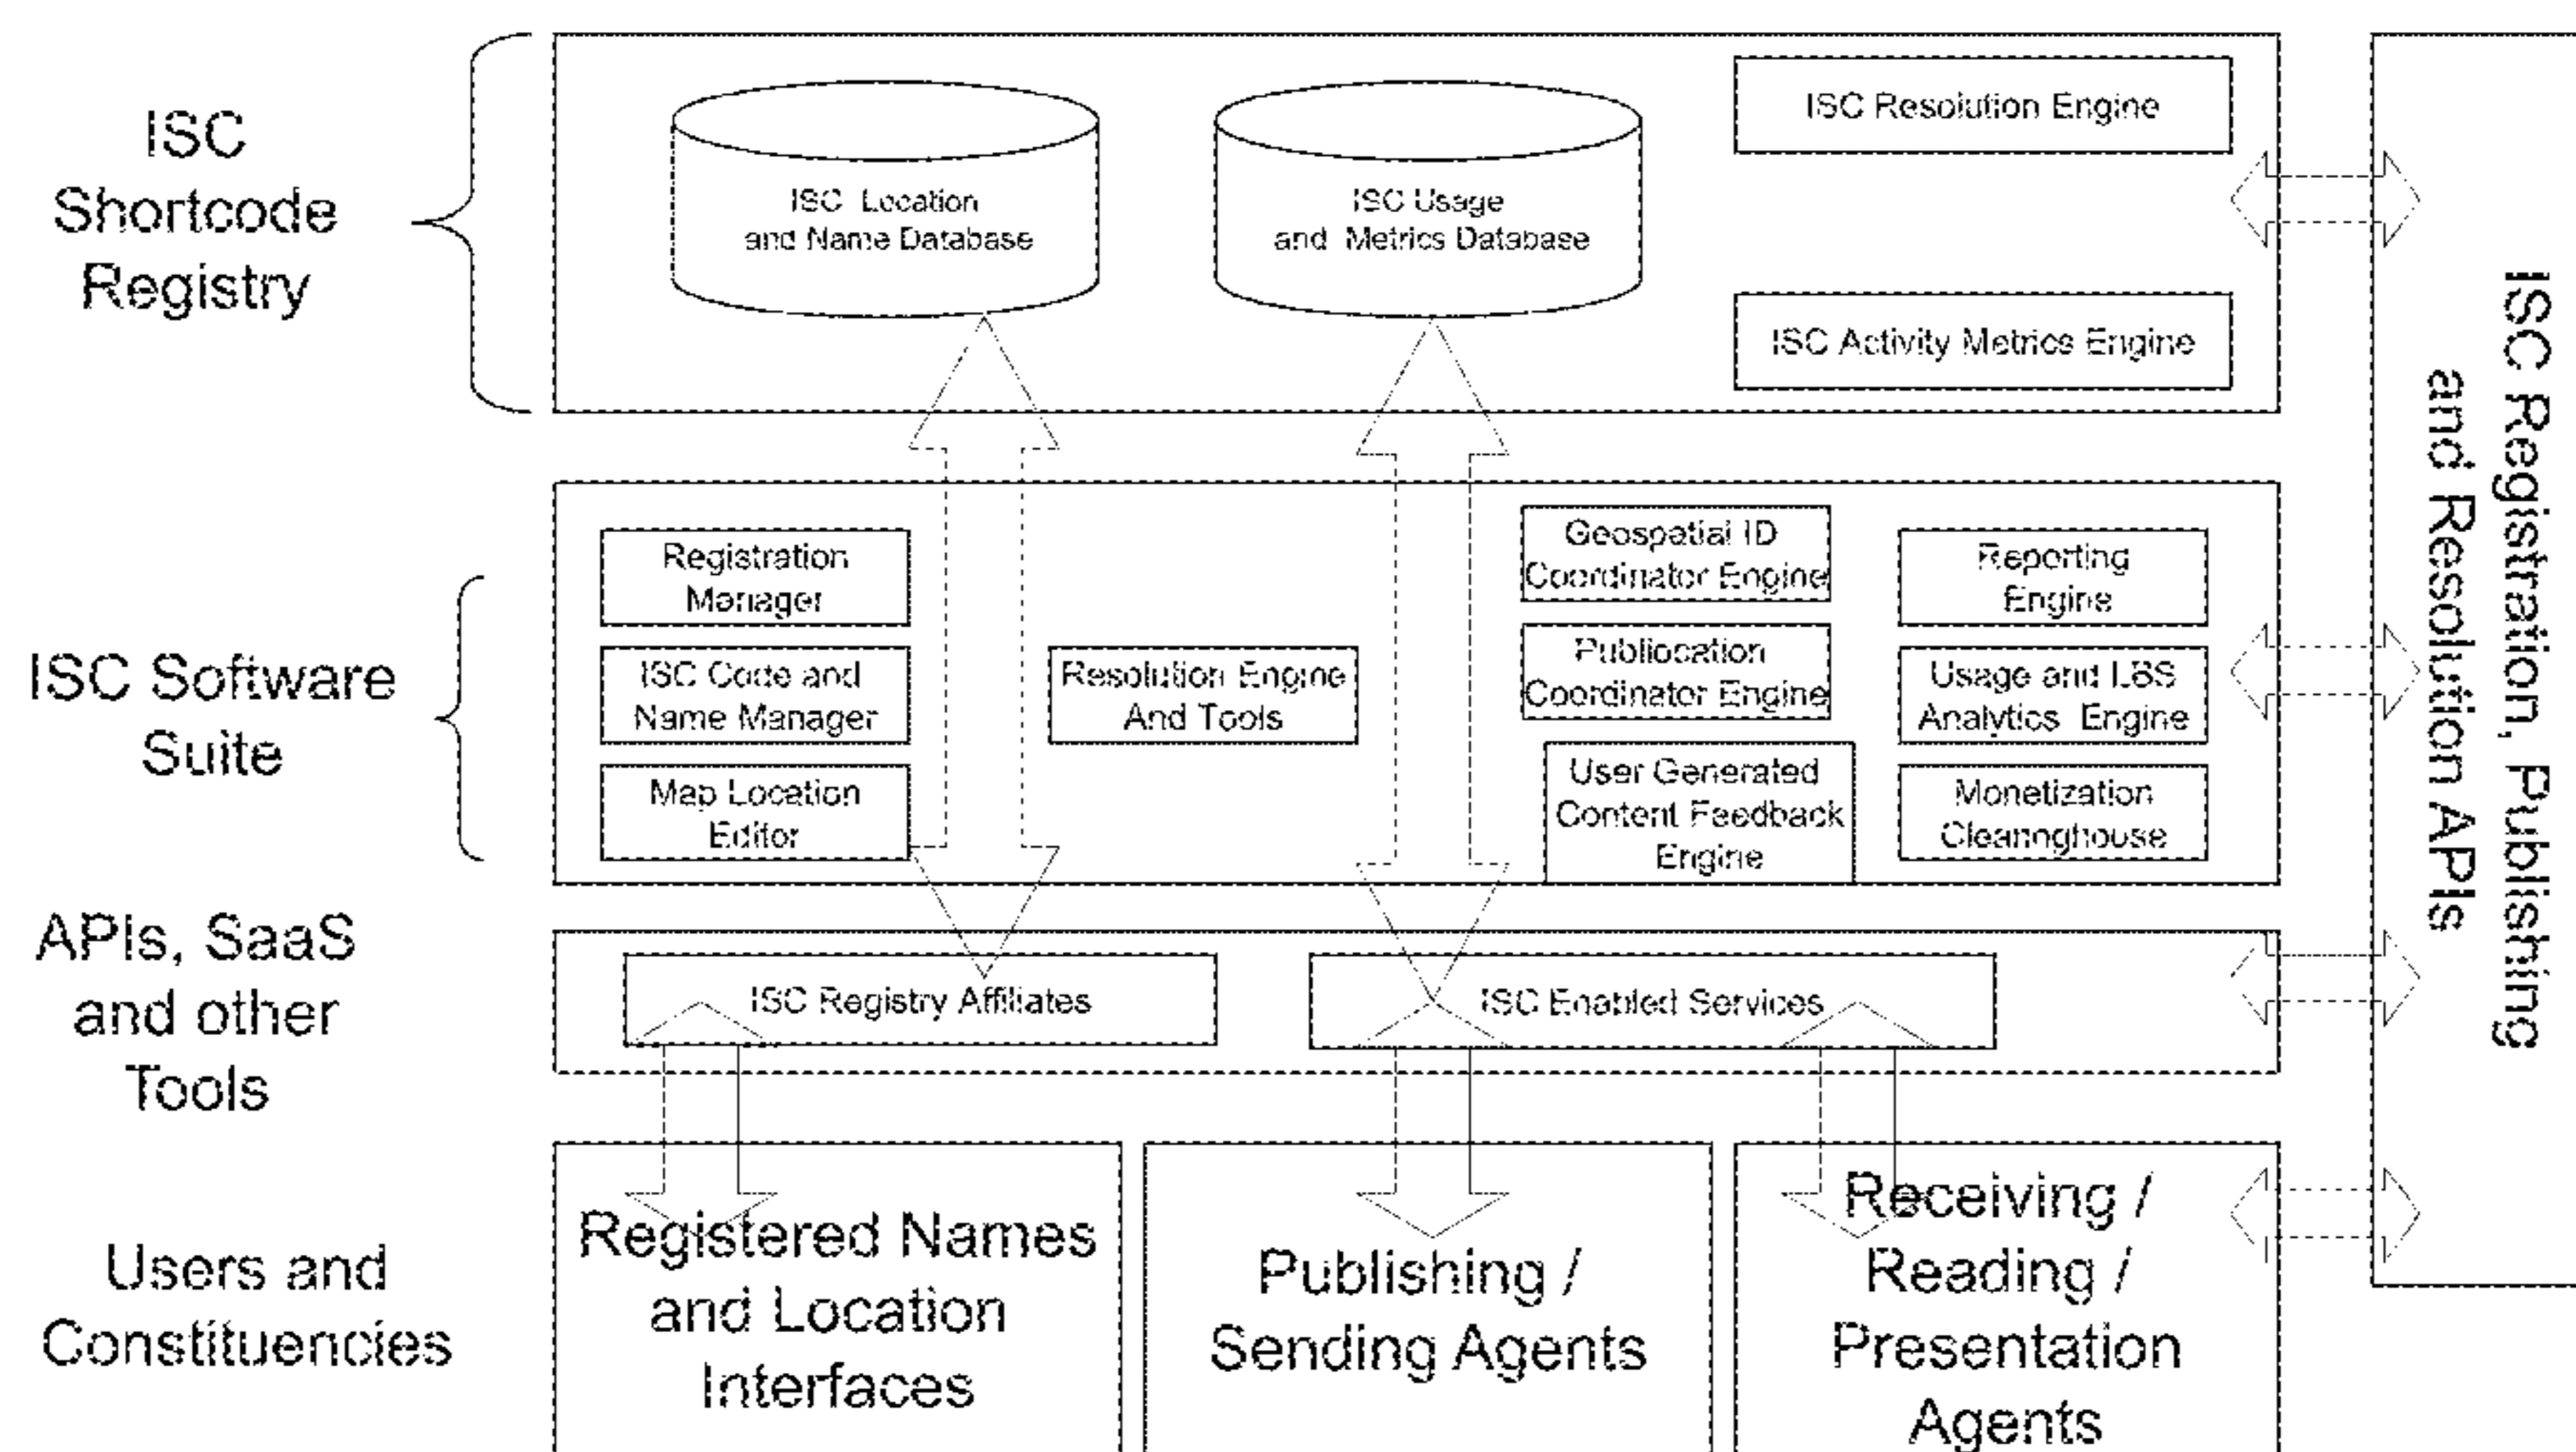 ISC
Shortcode
Registry
ISC Location
and Name Database
ISC Usage
and Metrics Database
ISC Resolution Engine
ISC Activity Metrics Engine
ISC Software
Suite
Registration
Manager
ISC Code and
Name Manager
Map Location
Editor
Resolution Engine
And Tools
Geospatial ID
Coordinator Engine
Publiocation
Coordinator Engine
User Generated
Content Feedback
Engine
Reporting
Engine
Usage and LBS
Analytics Engine
Monetization
Clearinghouse
APIs, SaaS
and other
Tools
ISC Registry Affiliates
ISC Enabled Services
Users and
Constituencies
Registered Names
and Location
Interfaces
Publishing /
Sending Agents
Receiving /
Reading /
Presentation
Agents
ISC Registration, Publishing
and Resolution APIs